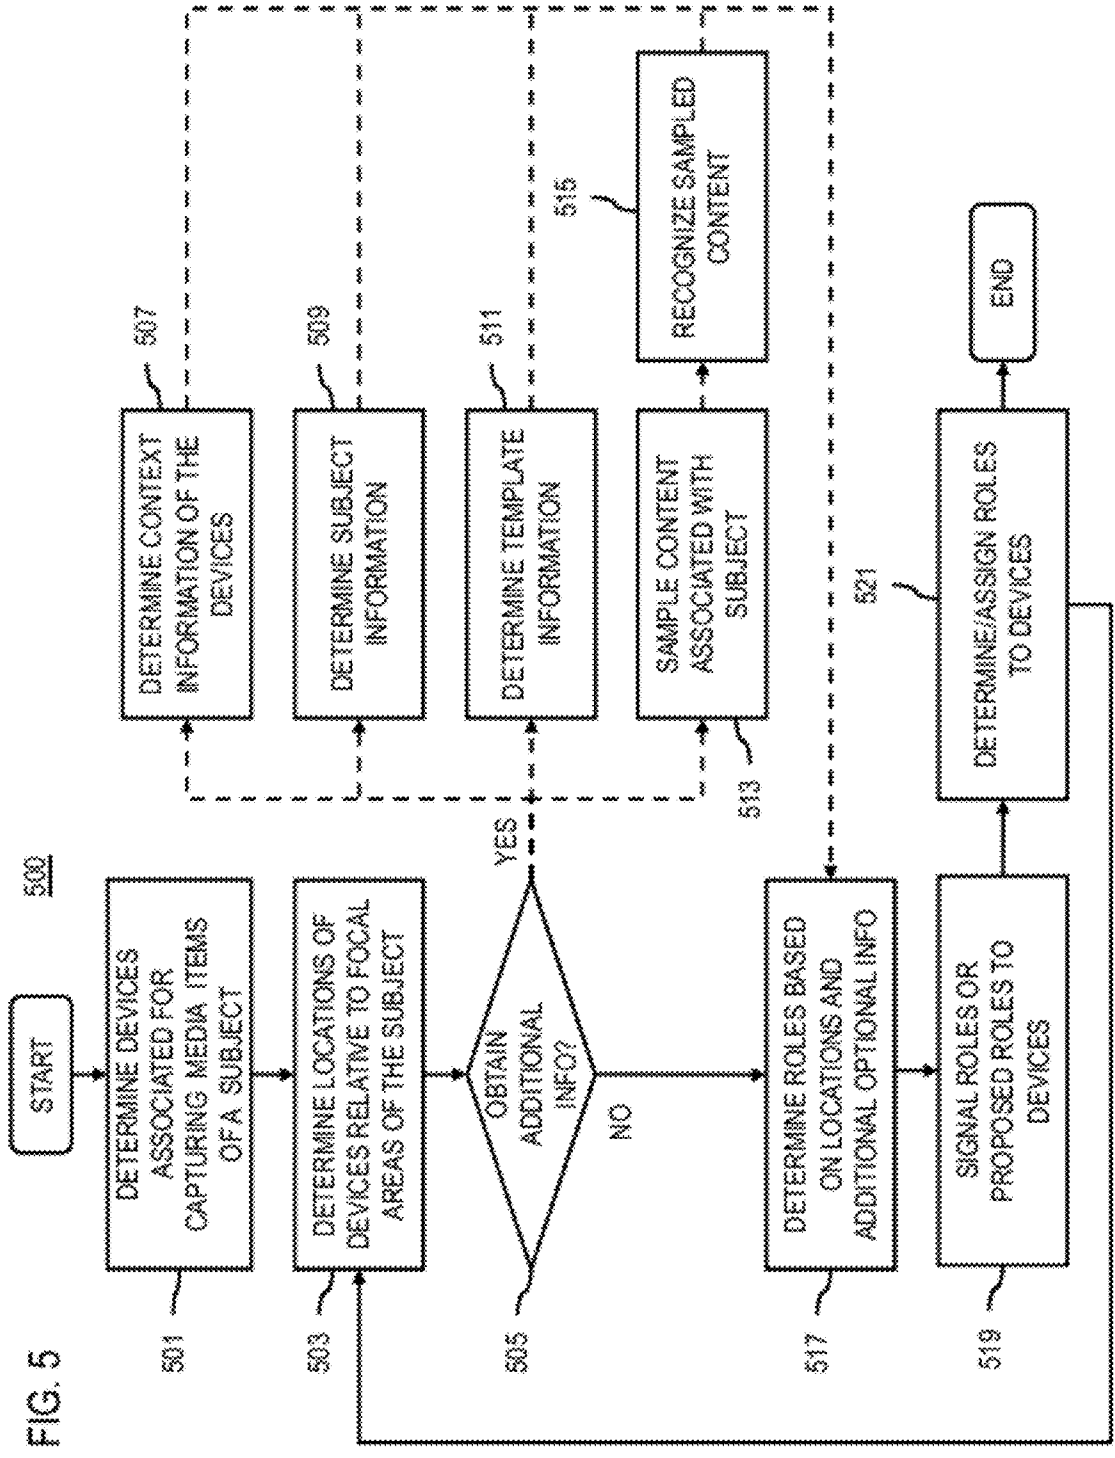 FIG. 5
500
START
DETERMINE DEVICES
ASSOCIATED FOR
CAPTURING MEDIA ITEMS
OF A SUBJECT
501
DETERMINE LOCATIONS OF
DEVICES RELATIVE TO FOCAL
AREAS OF THE SUBJECT
503
OBTAIN
ADDITIONAL
INFO?
505
YES
NO
DETERMINE CONTEXT
INFORMATION OF THE
DEVICES
507
DETERMINE SUBJECT
INFORMATION
509
DETERMINE TEMPLATE
INFORMATION
511
SAMPLE CONTENT
ASSOCIATED WITH
SUBJECT
513
RECOGNIZE SAMPLED
CONTENT
515
DETERMINE ROLES BASED
ON LOCATIONS AND
ADDITIONAL OPTIONAL INFO
517
SIGNAL ROLES OR
PROPOSED ROLES TO
DEVICES
519
DETERMINE/ASSIGN ROLES
TO DEVICES
521
END